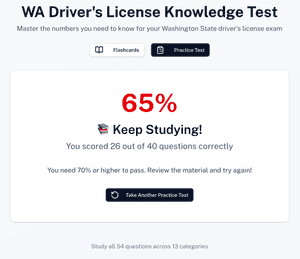 WA Driver's License Knowledge Test
Master the numbers you need to know for your Washington State driver's license exam
Flashcards
Practice Test
65%
Keep Studying!
You scored 26 out of 40 questions correctly
You need 70% or higher to pass. Review the material and try again!
Take Another Practice Test
Study all 54 questions across 13 categories